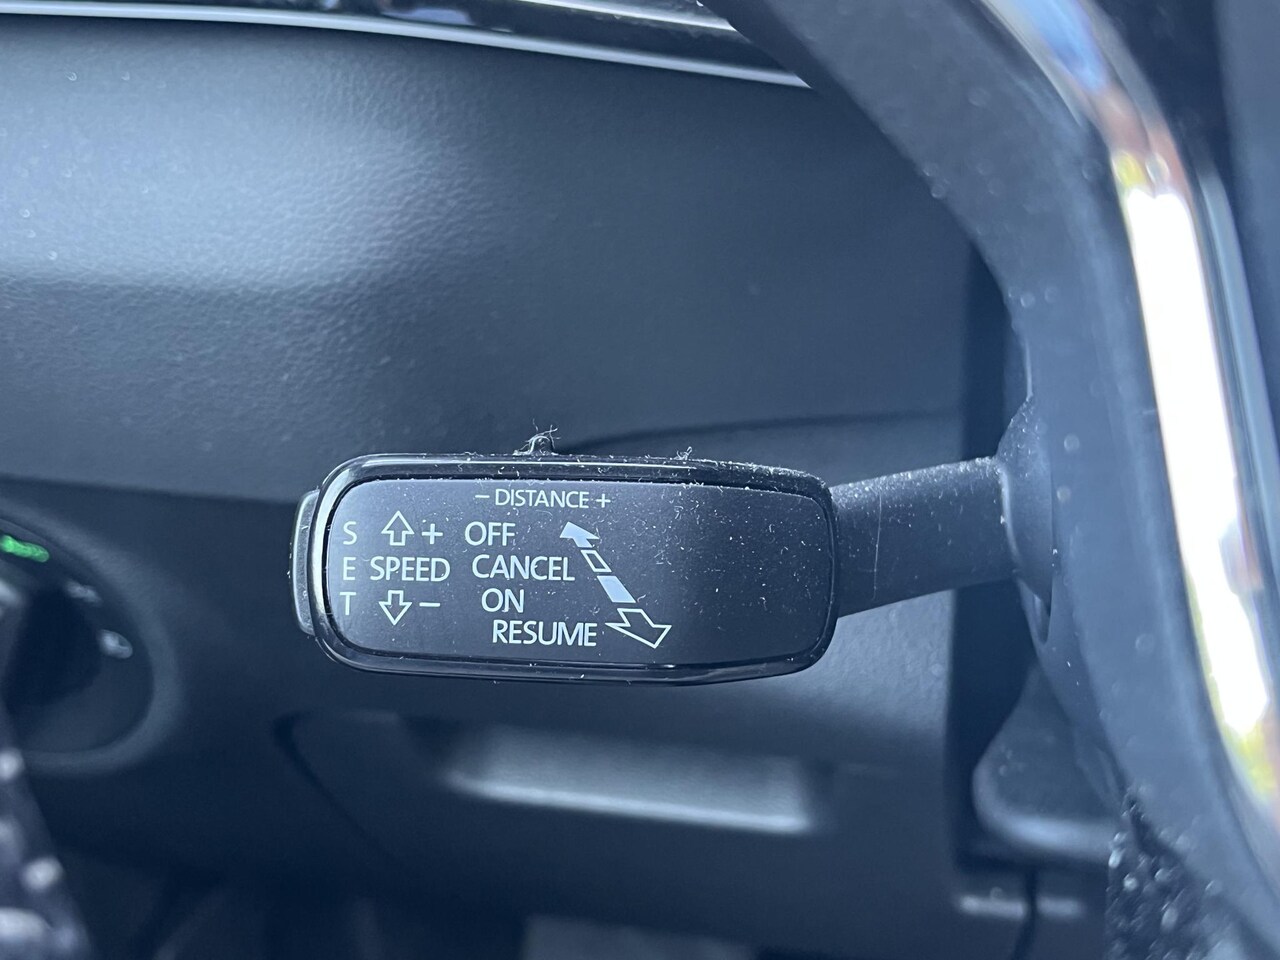 - DISTANCE +
S + OFF
E SPEED CANCEL
T - ON
RESUME